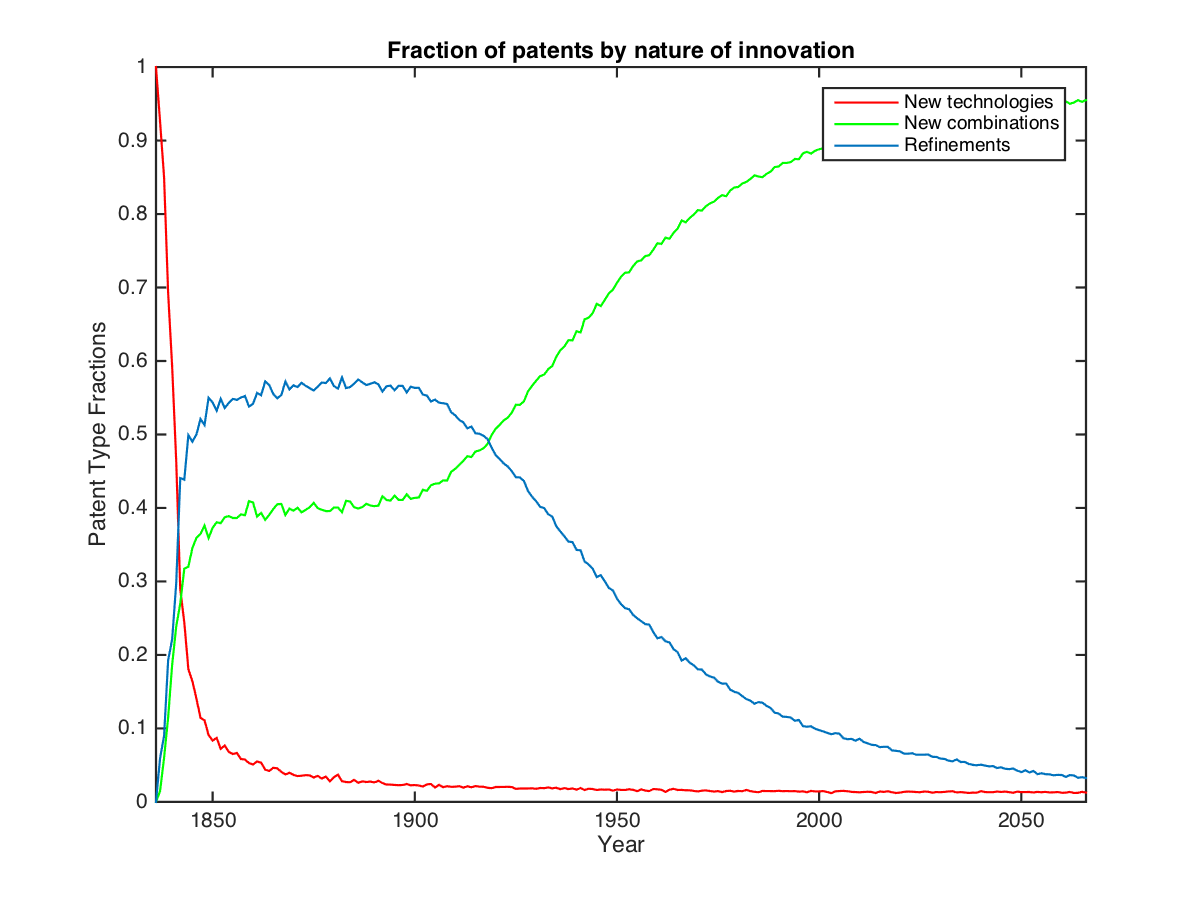 Fraction of patents by nature of innovation
1
0.9
0.8
0.7
0.6
0.5
0.4
0.3
0.2
0.1
0
Patent Type Fractions
New technologies
New combinations
Refinements
1850 1900 1950 2000 2050
Year